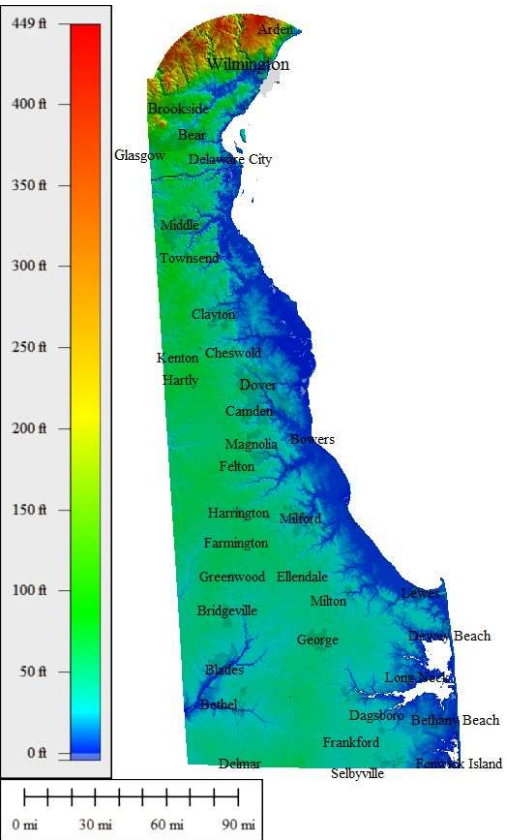 449 ft
400 ft
350 ft
300 ft
250 ft
200 ft
150 ft
100 ft
50 ft
0 ft
0 mi 30 mi 60 mi 90 mi
Arden
Wilmington
Brookside
Bear
Glasgow
Delaware City
Middle
Townsend
Clayton
Cheswold
Kenton
Hartly
Dover
Camden
Bowers
Magnolia
Felton
Harrington
Milford
Farmington
Greenwood Ellendale
Lewes
Milton
Bridgeville
Dewey Beach
George
Blades
Long Neck
Bethel
Dagsboro
Bethany Beach
Frankford
Delmar
Fenwick Island
Selbyville